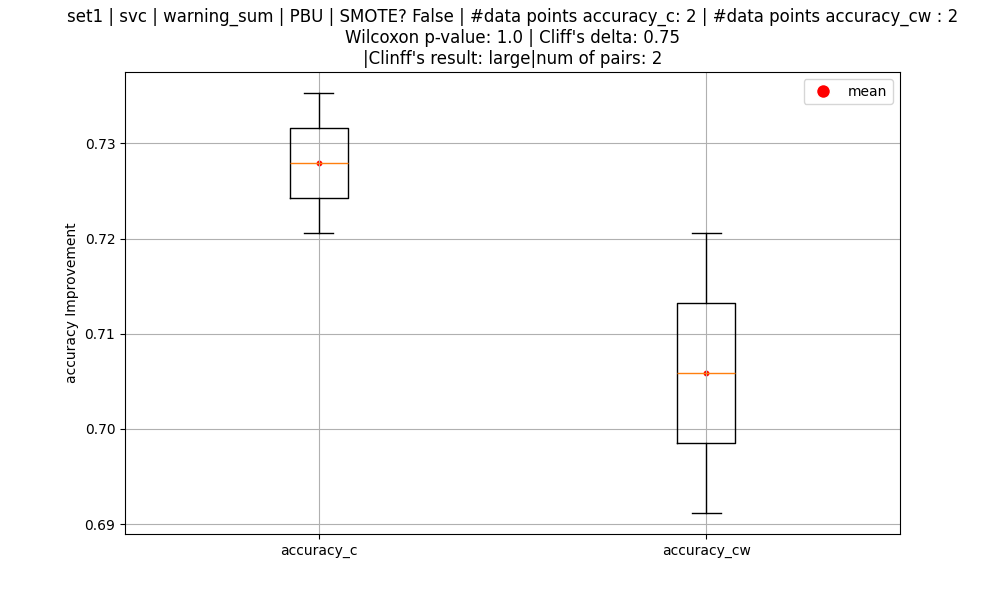 set1 | svc | warning_sum | PBU | SMOTE? False | #data points accuracy_c: 2 | #data points accuracy_cw : 2
Wilcoxon p-value: 1.0 | Cliff's delta: 0.75
|Clinff's result: large|num of pairs: 2
mean
0.73
0.72
0.71
0.70
0.69
accuracy Improvement
accuracy_c
accuracy_cw